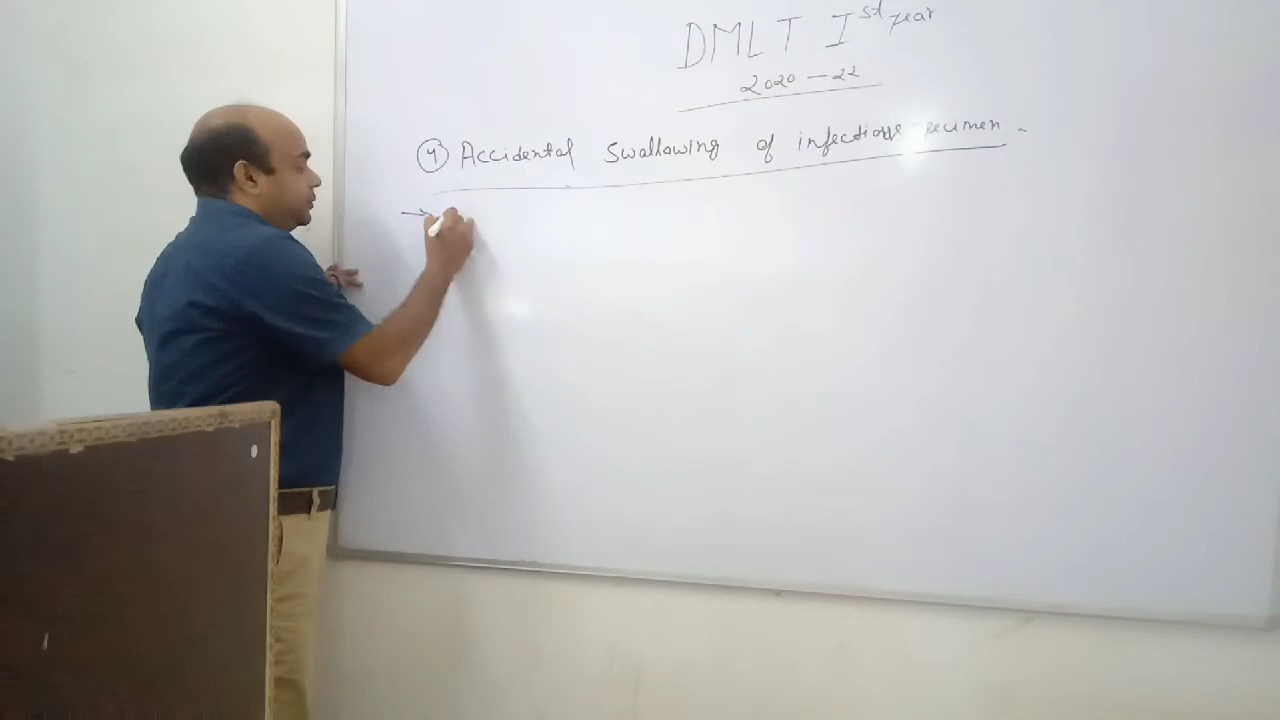 DMLT Ist year
2020-22
4 Accidental Swallowing of infectious specimen.
→